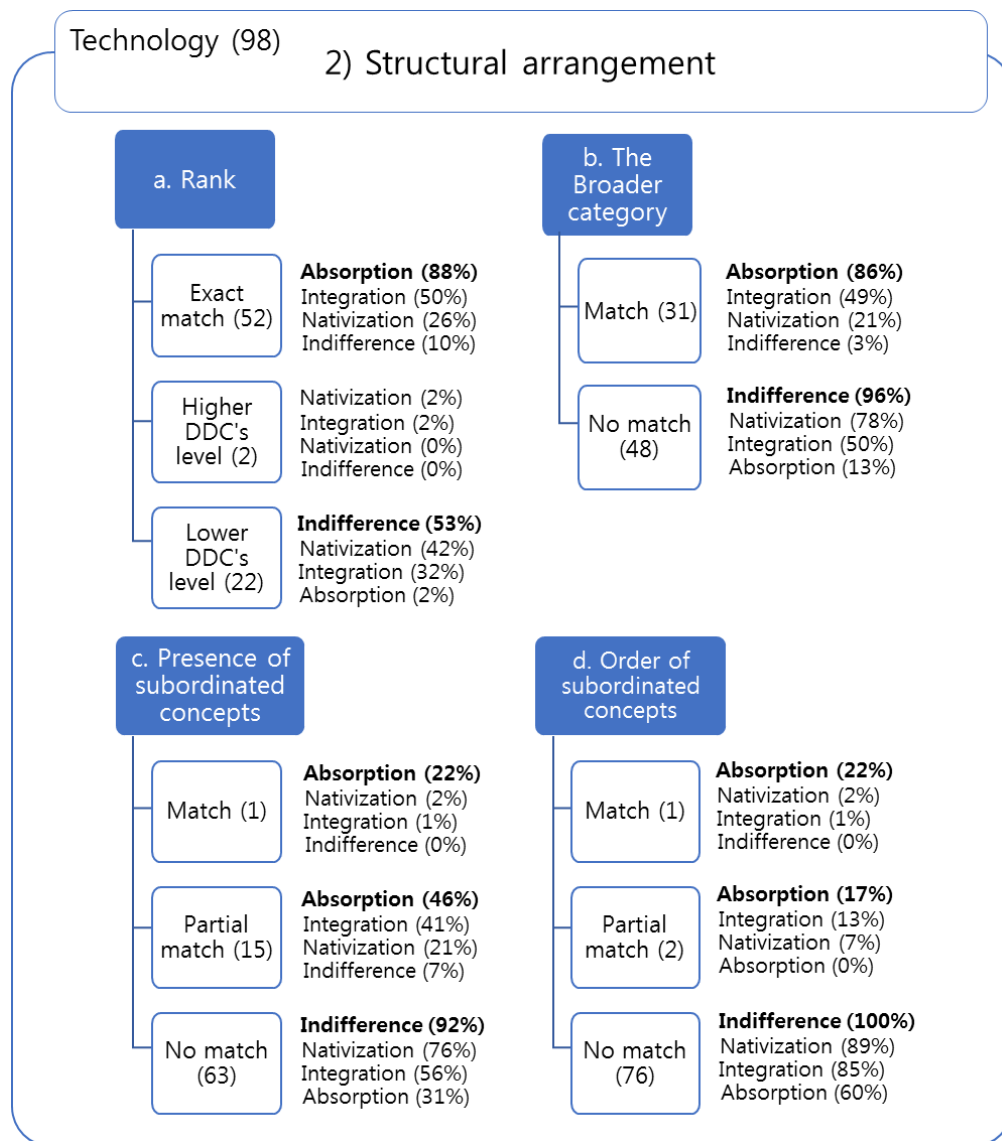 Technology (98)
2) Structural arrangement
a. Rank
Exact
match (52)
Absorption (88%)
Integration (50%)
Nativization (26%)
Indifference (10%)
Higher
DDC's
level (2)
Nativization (2%)
Integration (2%)
Nativization (0%)
Indifference (0%)
Lower
DDC's
level (22)
Indifference (53%)
Nativization (42%)
Integration (32%)
Absorption (2%)
b. The
Broader
category
Match (31)
Absorption (86%)
Integration (49%)
Nativization (21%)
Indifference (3%)
No match
(48)
Indifference (96%)
Nativization (78%)
Integration (50%)
Absorption (13%)
c. Presence of
subordinated
concepts
Match (1)
Absorption (22%)
Nativization (2%)
Integration (1%)
Indifference (0%)
Partial
match (15)
Absorption (46%)
Integration (41%)
Nativization (21%)
Indifference (7%)
No match
(63)
Indifference (92%)
Nativization (76%)
Integration (56%)
Absorption (31%)
d. Order of
subordinated
concepts
Match (1)
Absorption (22%)
Nativization (2%)
Integration (1%)
Indifference (0%)
Partial
match (2)
Absorption (17%)
Integration (13%)
Nativization (7%)
Absorption (0%)
No match
(76)
Indifference (100%)
Nativization (89%)
Integration (85%)
Absorption (60%)